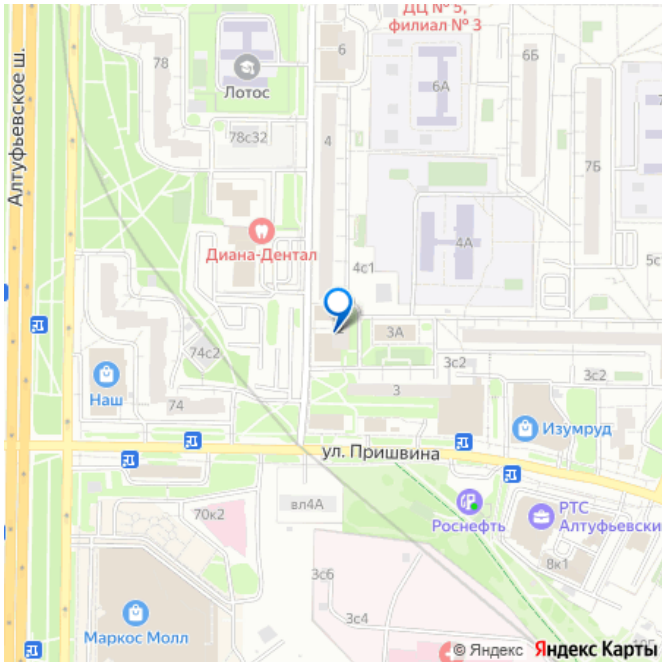 ДЦ № 5,
филиал № 3
Алтуфьевское ш.
78
6
6Б
6А
Лотос
78с32
4
7Б
Диана-Дентал
4А
4с1
5с
3А
74с2
3с2
3с2
Наш
74
3
Изумруд
ул. Пришвина
70к2
вл4А
Роснефть
РТС
Алтуфьевски
8к1
3с6
3с4
Маркос Молл
© Яндекс
Яндекс Карты